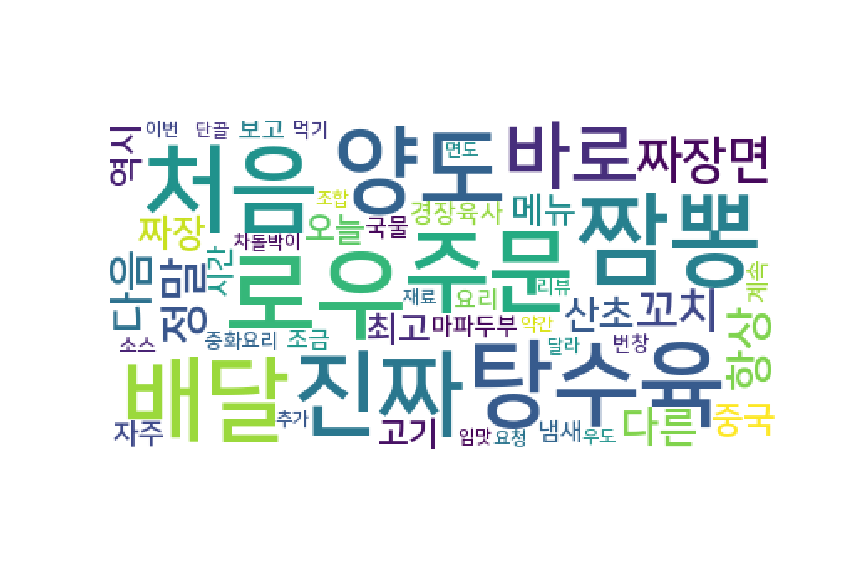 이번 단골 보고 먹기
역시 처음 양도 면도 바로 짜장면
조합 경장육사 메뉴 짬뽕
짜장 오늘 국물
차돌박이
다음 정말 시간 로우 주문 리뷰 계속
재료 요리 산초 꼬치 항상
소스 중화요리 조금 최고 마파두부 약간 달라 번창
배달 진짜 탕수육
추가 다른 중국
자주 고기 입맛 요청 냄새 우도